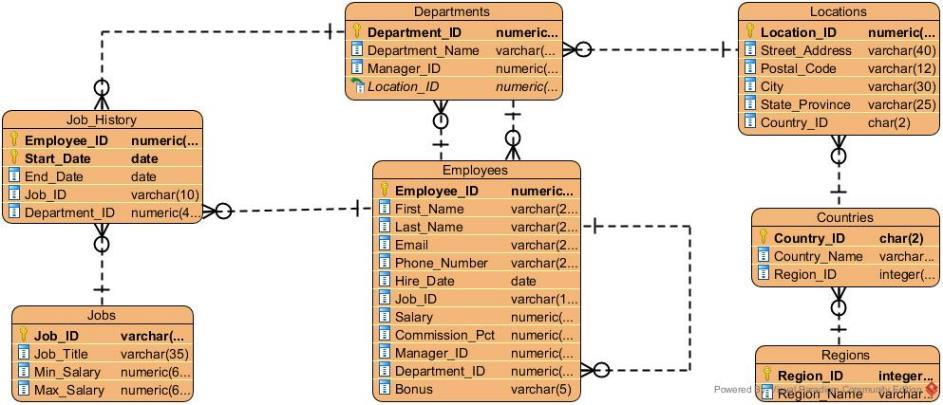 Departments
Department_ID numeric...
Department_Name varchar(...
Manager_ID numeric(...
Location_ID numeric(...
Locations
Location_ID numeric(...
Street_Address varchar(40)
Postal_Code varchar(12)
City varchar(30)
State_Province varchar(25)
Country_ID char(2)
Job_History
Employee_ID numeric(...
Start_Date date
End_Date date
Job_ID varchar(10)
Department_ID numeric(4...
Employees
Employee_ID numeric...
First_Name varchar(2...
Last_Name varchar(2...
Email varchar(2...
Phone_Number varchar(2...
Hire_Date date
Job_ID varchar(1...
Salary numeric(...
Commission_Pct numeric(...
Manager_ID numeric(...
Department_ID numeric(...
Bonus varchar(5)
Countries
Country_ID char(2)
Country_Name varchar...
Region_ID integer(...
Jobs
Job_ID varchar(...
Job_Title varchar(35)
Min_Salary numeric(6...
Max_Salary numeric(6...
Regions
Region_ID integer...
Region_Name varchar...
Powered By Visual Paradigm Community Edition